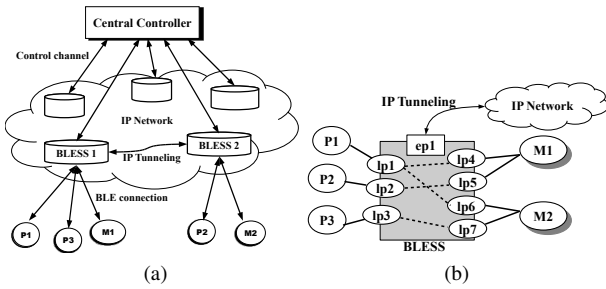 Central Controller
Control channel
IP Network
BLESS 1
IP Tunneling
BLESS 2
BLE connection
P1
P3
M1
P2
M2
(a)
IP Tunneling
IP Network
ep1
P1
P2
P3
lp1
lp2
lp3
lp4
lp5
lp6
lp7
M1
M2
BLESS
(b)